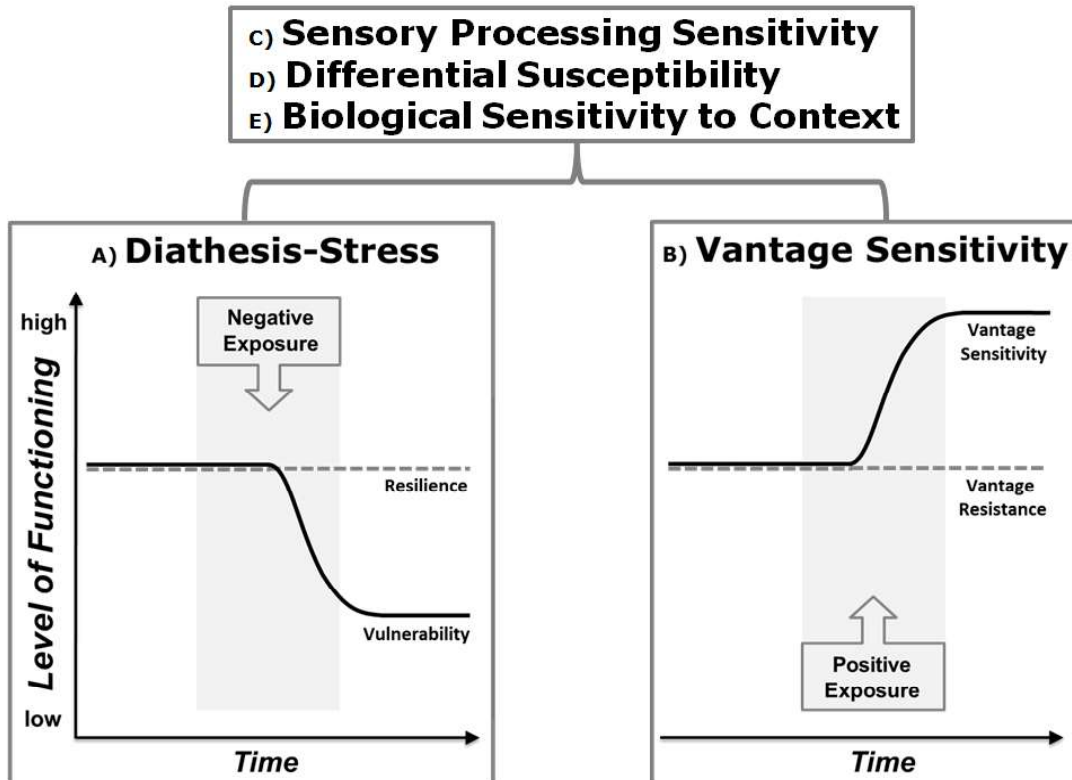 C) Sensory Processing Sensitivity
D) Differential Susceptibility
E) Biological Sensitivity to Context
A) Diathesis-Stress
high
Level of Functioning
low
Negative
Exposure
Resilience
Vulnerability
Time
B) Vantage Sensitivity
Vantage
Sensitivity
Vantage
Resistance
Positive
Exposure
Time